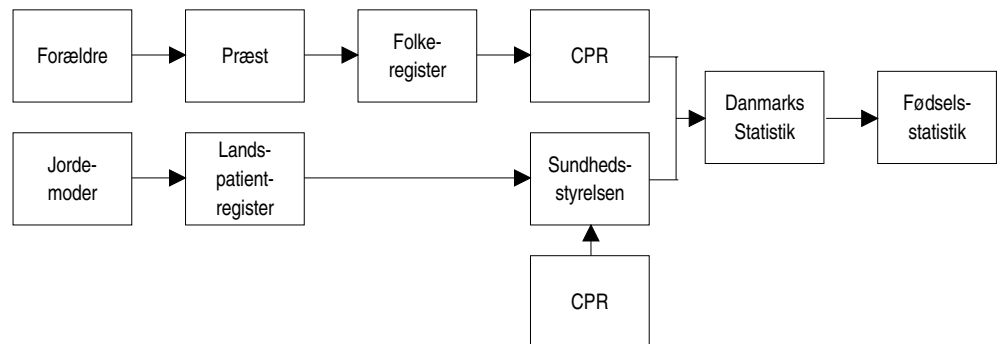 Forældre
Præst
Folke-
register
CPR
Danmarks
Statistik
Fødsels-
statistik
Jorde-
moder
Lands-
patient-
register
Sundheds-
styrelsen
CPR